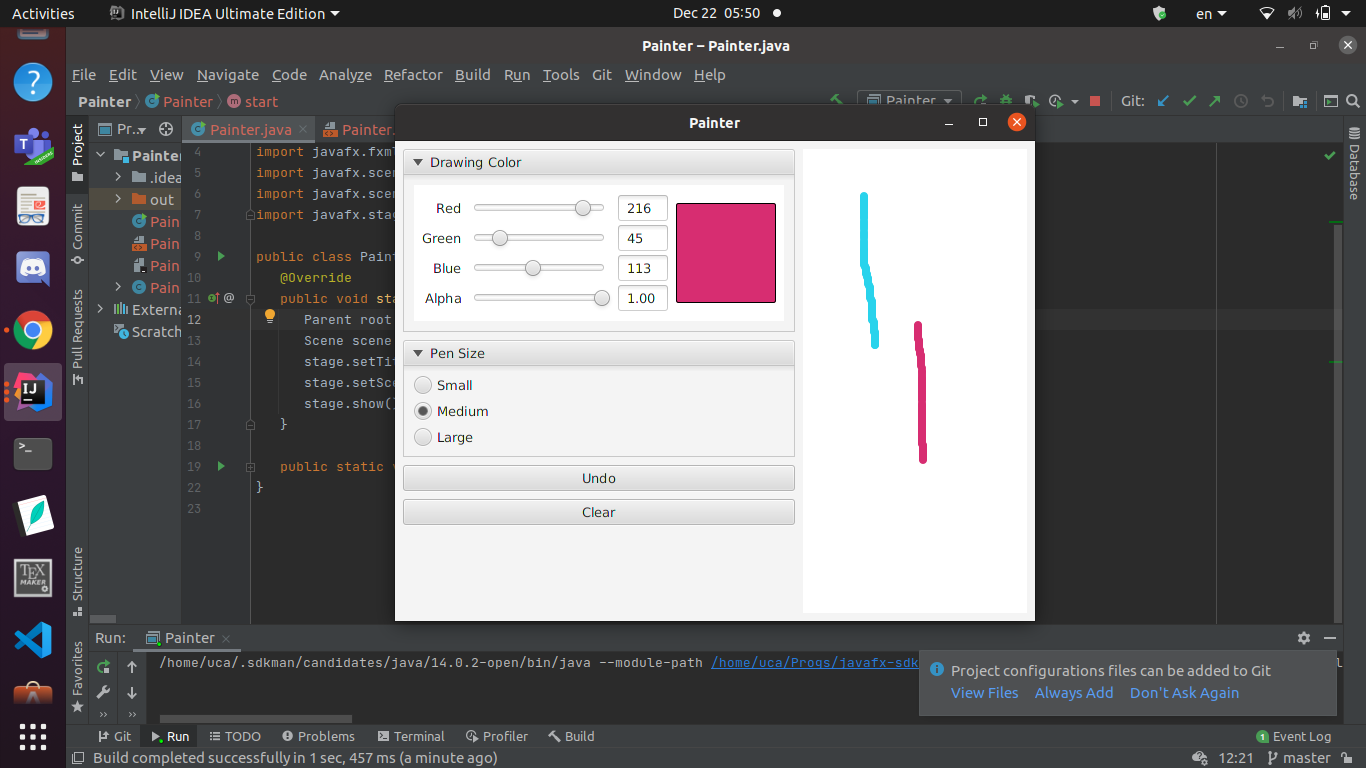 Activities IntelliJ IDEA Ultimate Edition Dec 22 05:50 en
Painter – Painter.java
File Edit View Navigate Code Analyze Refactor Build Run Tools Git Window Help
Painter Painter start Painter Git:
Project
Commit
Pull Requests
Structure
Favorites
Database
Pr...
Painter
.idea
out
Pain
Pain
Pain
Pain
Externa
Scratch
Painter.java Painter.
4 import javafx.fxml
5 import javafx.scen
6 import javafx.scen
7 import javafx.stag
8
9 public class Pain
10 @Override
11 @ public void sta
12 Parent root
13 Scene scene
14 stage.setTit
15 stage.setSce
16 stage.show()
17 }
18
19 public static v
22 }
23
Painter
Drawing Color
Red 216
Green 45
Blue 113
Alpha 1.00
Pen Size
Small
Medium
Large
Undo
Clear
Run: Painter
/home/uca/.sdkman/candidates/java/14.0.2-open/bin/java --module-path /home/uca/Progs/javafx-sdk
Project configurations files can be added to Git
View Files Always Add Don't Ask Again
Git Run TODO Problems Terminal Profiler Build 1 Event Log
Build completed successfully in 1 sec, 457 ms (a minute ago) 12:21 master
IJ
TEX
MAKER